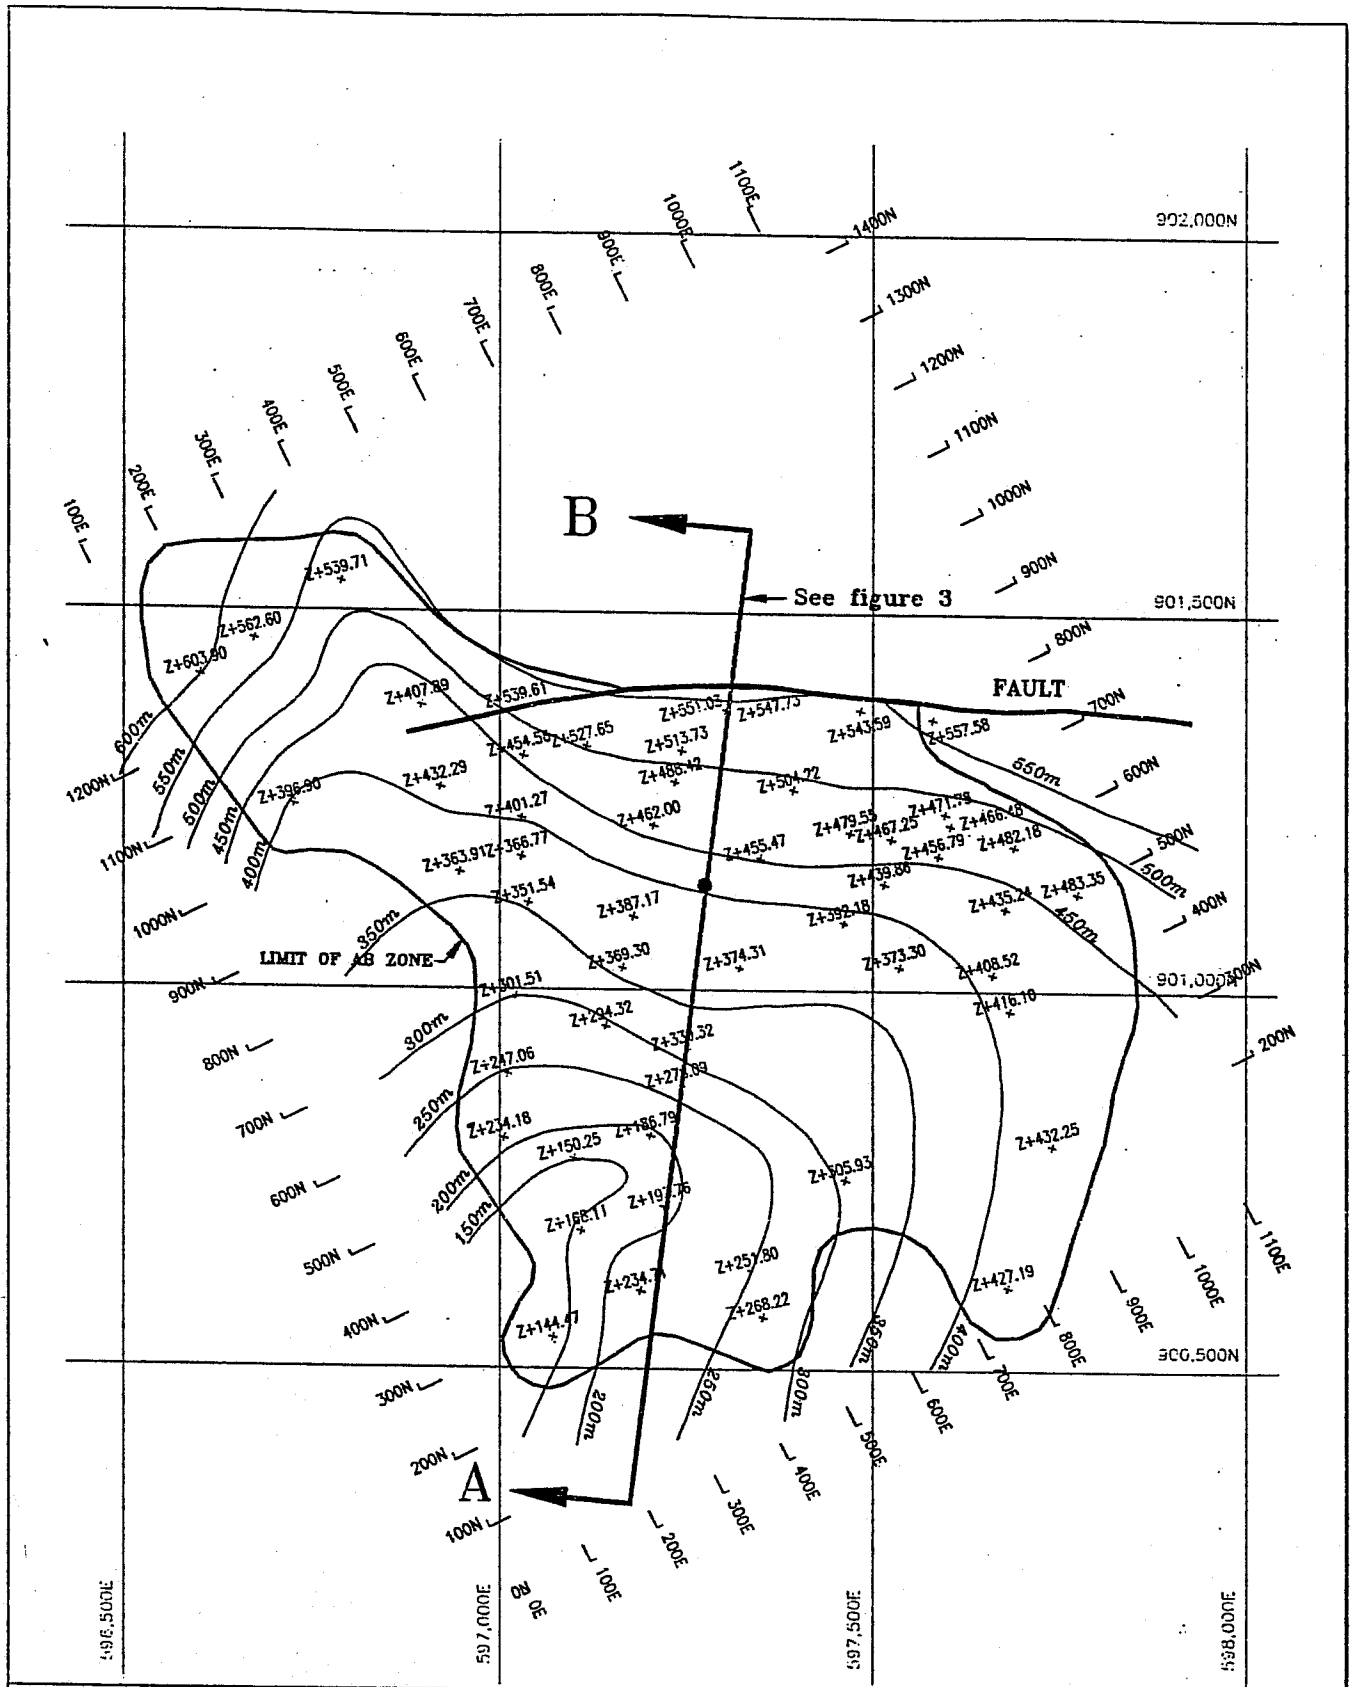 1100E
1000E
1400N
902,000N
900E
800E
1300N
700E
600E
1200N
500E
400E
1100N
300E
200E
1000N
100E
B
900N
See figure 3
901,500N
Z+539.71
Z+562.60
800N
Z+603.90
FAULT
Z+407.89
Z+539.61
Z+551.03
Z+547.73
700N
Z+543.59
Z+557.58
600m
Z+454.56
Z+527.65
Z+513.73
550m
550m
1200N
Z+396.90
Z+432.29
Z+488.42
Z+504.22
600N
500m
Z+401.27
Z+462.00
Z+479.55
Z+471.79
Z+467.25
Z+466.48
450m
1100N
Z+363.91
Z+366.77
Z+455.47
Z+456.79
Z+482.18
500N
400m
Z+439.86
500m
Z+351.54
Z+387.17
Z+392.18
Z+435.24
Z+483.35
400N
1000N
350m
450m
LIMIT OF AB ZONE
Z+369.30
Z+374.31
Z+373.30
Z+408.52
900N
Z+301.51
901,000N
300N
Z+294.32
Z+416.10
300m
800N
Z+247.06
200N
250m
700N
Z+234.18
Z+186.79
Z+150.25
Z+432.25
Z+305.93
600N
200m
150m
Z+168.11
500N
Z+251.80
1100E
1000E
Z+427.19
900E
Z+268.22
400N
Z+144.47
350m
400m
800E
900,500N
700E
300N
200m
250m
300m
600E
500E
200N
400E
A
300E
100N
200E
100E
0N
0E
596,500E
597,000E
597,500E
598,000E